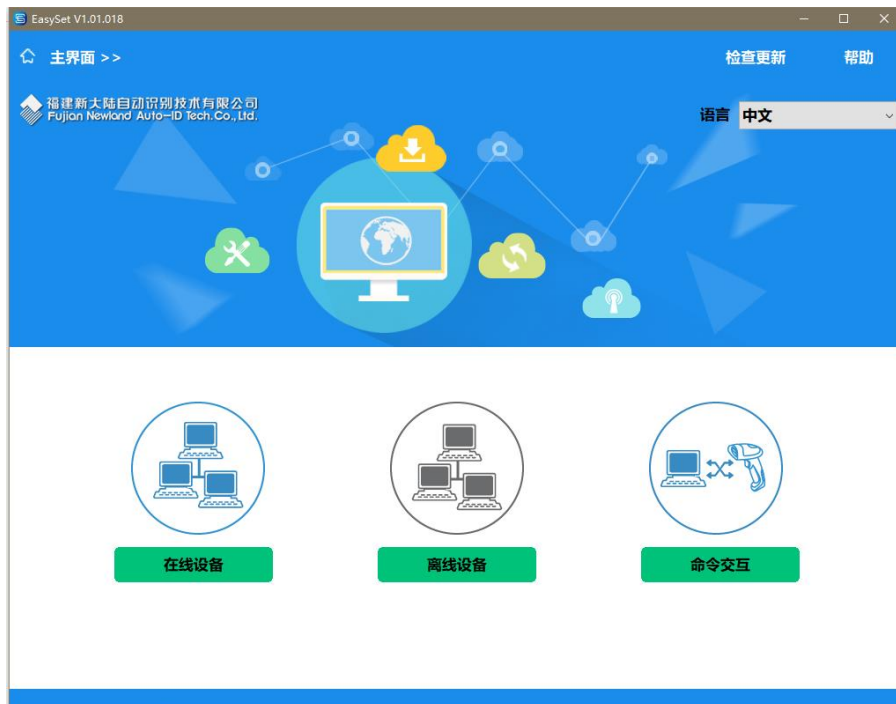 EasySet V1.01.018
主界面 >>
检查更新
帮助
福建新大陆自动识别技术有限公司
Fujian Newland Auto-ID Tech.Co.,Ltd.
语言
中文
在线设备
离线设备
命令交互